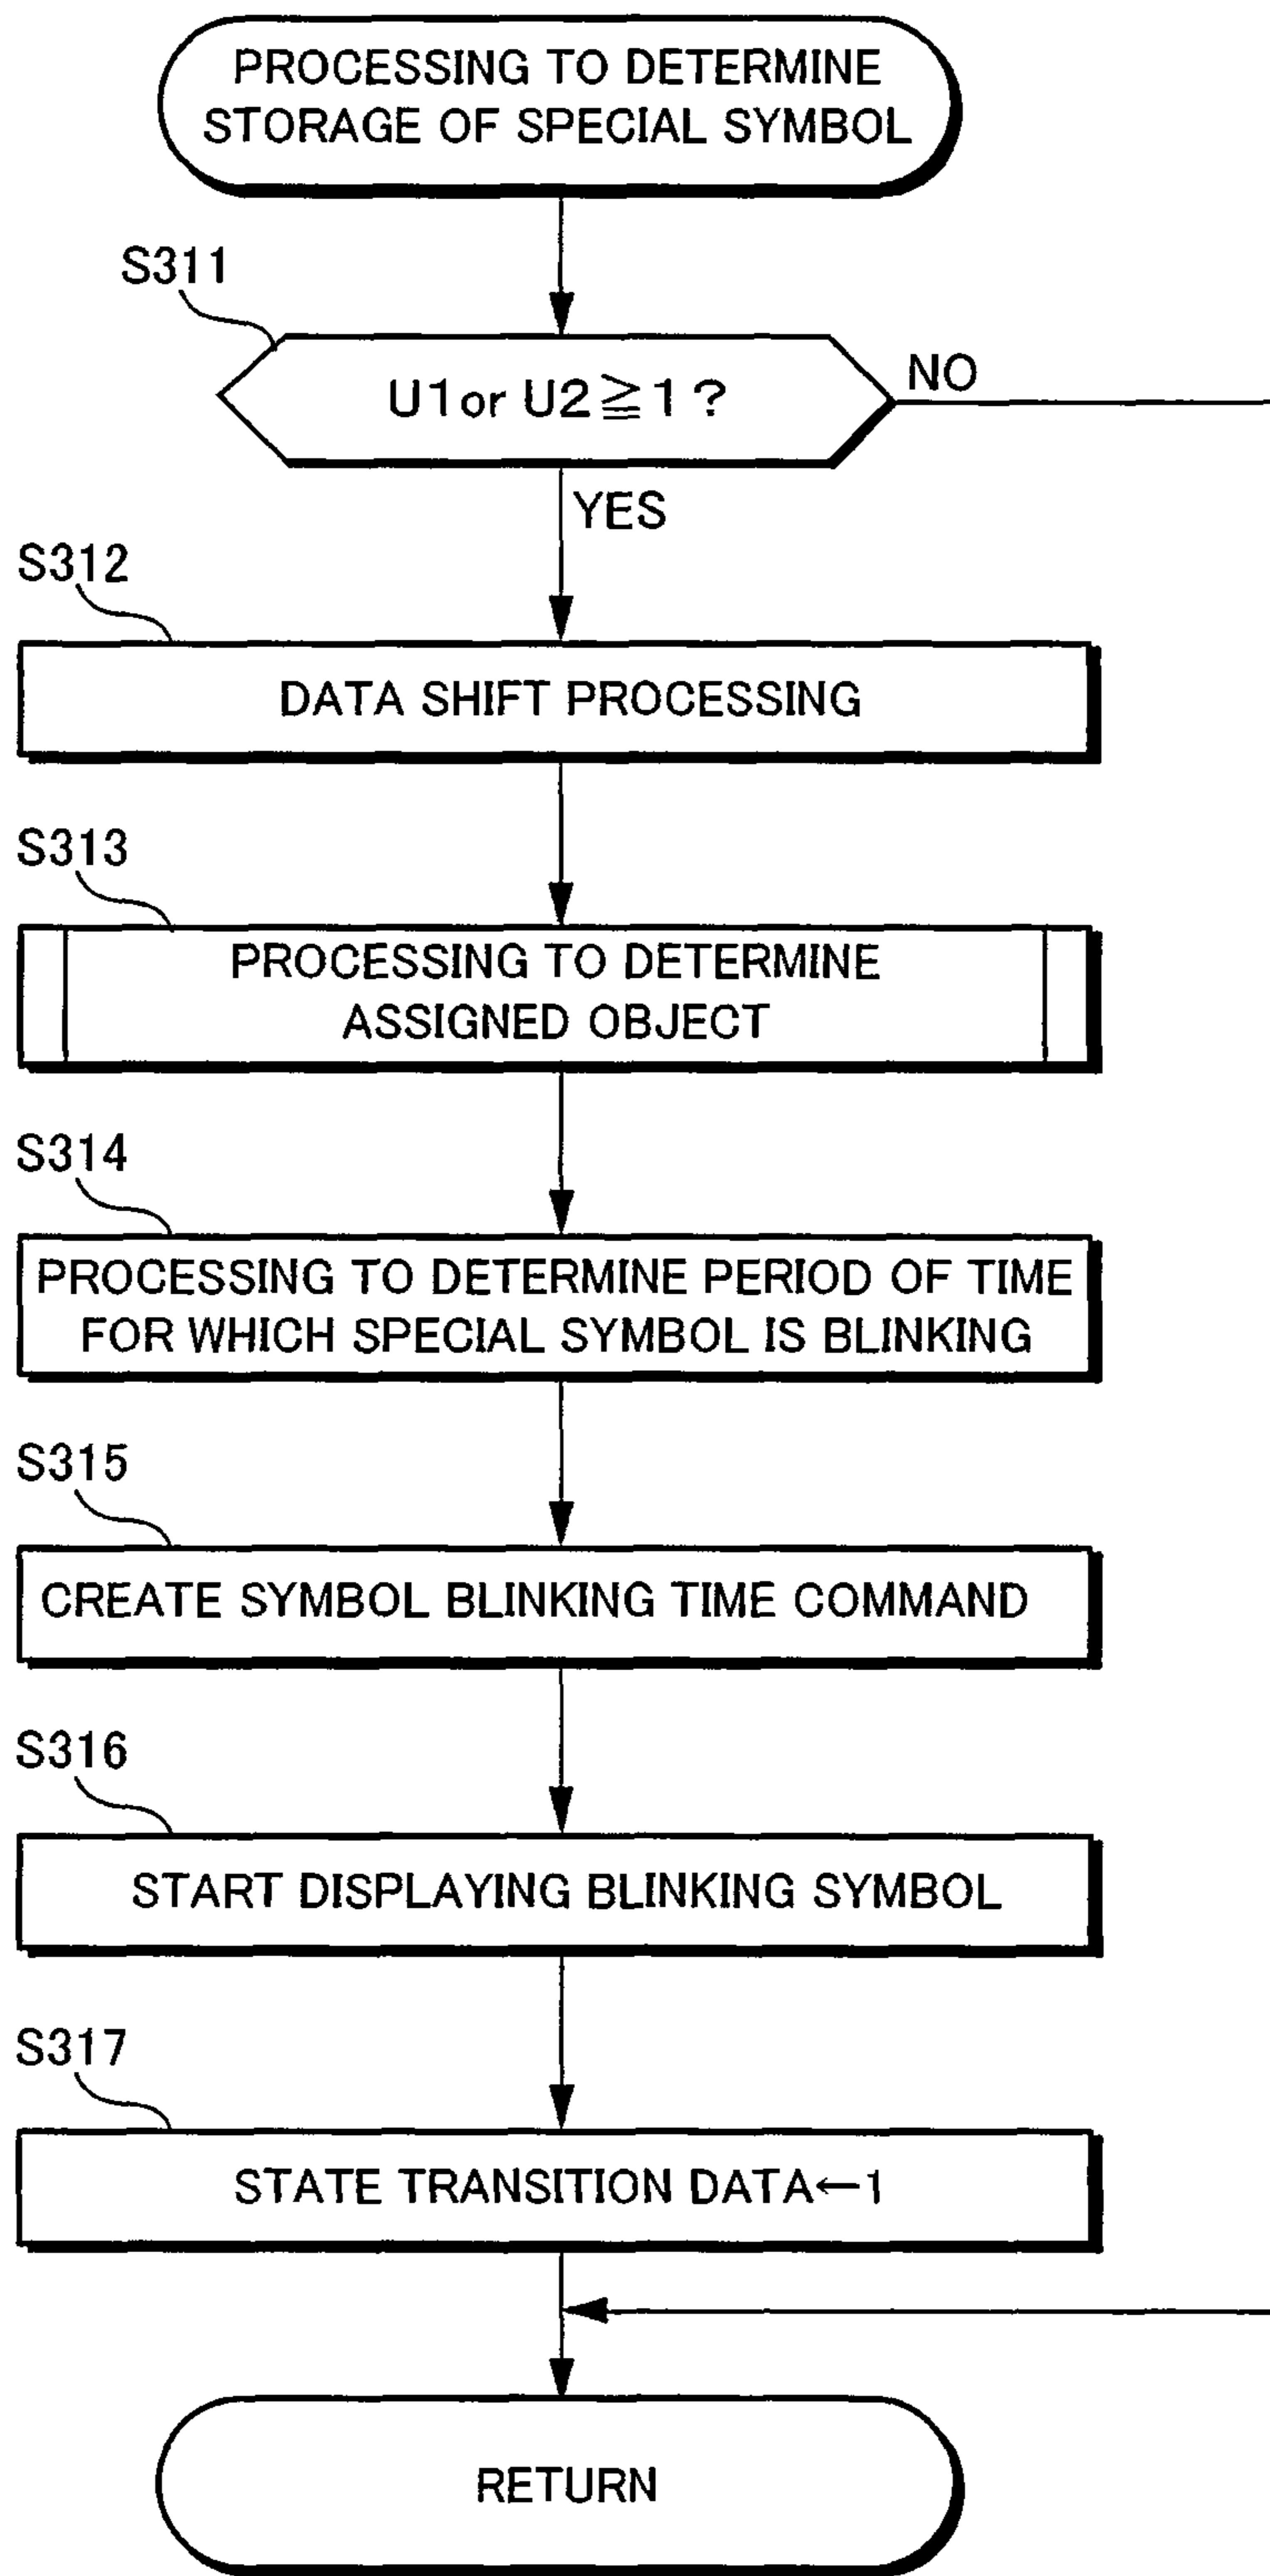 PROCESSING TO DETERMINE
STORAGE OF SPECIAL SYMBOL
S311
U1or U2≧1?
NO
YES
S312
DATA SHIFT PROCESSING
S313
PROCESSING TO DETERMINE
ASSIGNED OBJECT
S314
PROCESSING TO DETERMINE PERIOD OF TIME
FOR WHICH SPECIAL SYMBOL IS BLINKING
S315
CREATE SYMBOL BLINKING TIME COMMAND
S316
START DISPLAYING BLINKING SYMBOL
S317
STATE TRANSITION DATA←1
RETURN